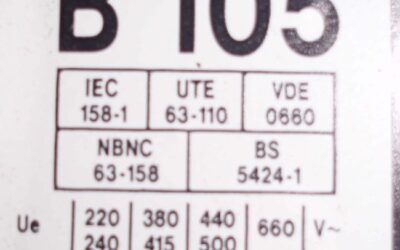 B 105
IEC UTE VDE
158-1 63-110 0660
NBNC BS
63-158 5424-1
Ue 220 380 440 660 V~
240 415 500